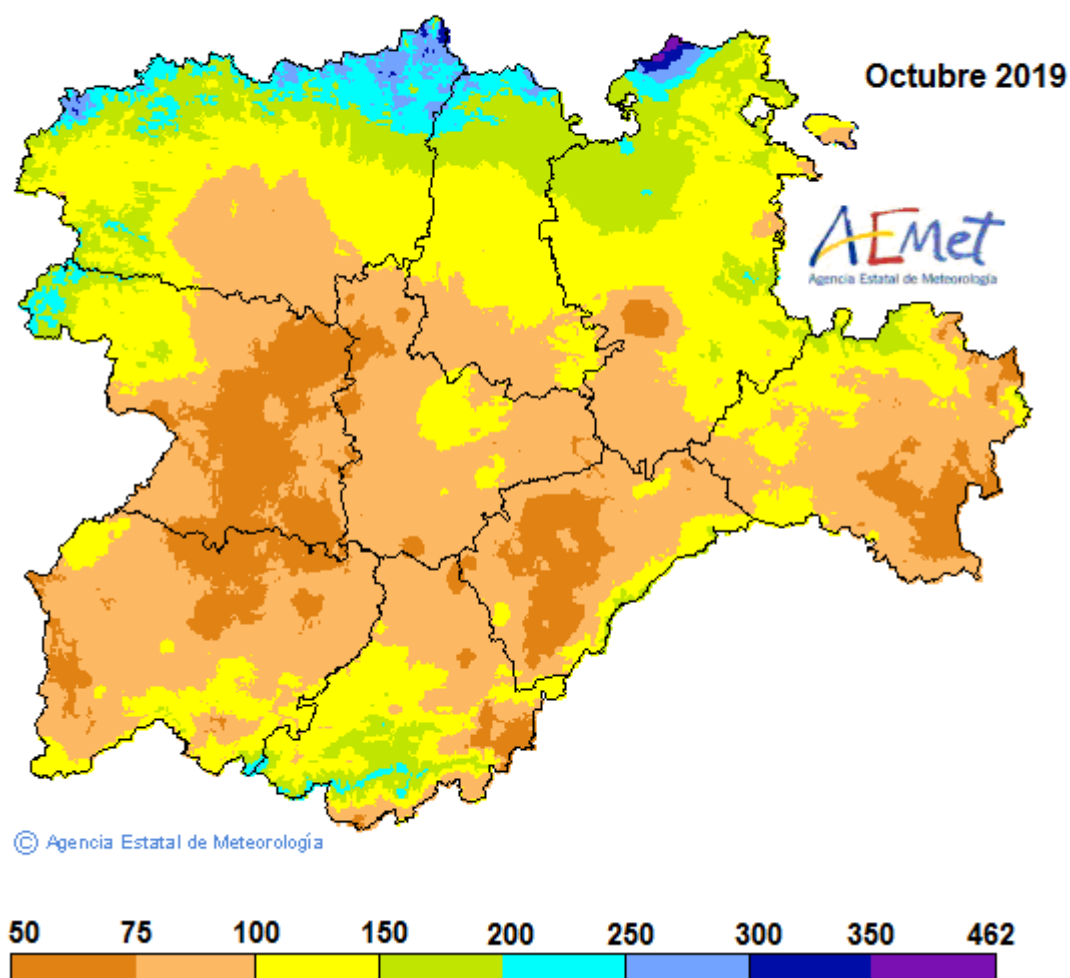 Octubre 2019
AEMet
Agencia Estatal de Meteorología
© Agencia Estatal de Meteorología
50 75 100 150 200 250 300 350 462